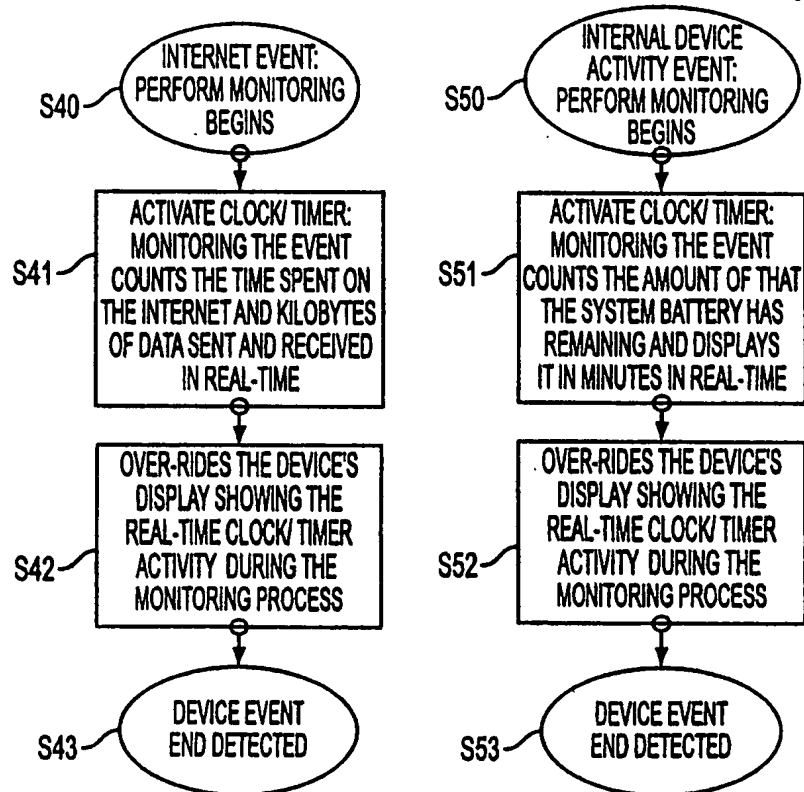 INTERNET EVENT:
PERFORM MONITORING
BEGINS
S40
ACTIVATE CLOCK/ TIMER:
MONITORING THE EVENT
COUNTS THE TIME SPENT ON
THE INTERNET AND KILOBYTES
OF DATA SENT AND RECEIVED
IN REAL-TIME
S41
OVER-RIDES THE DEVICE'S
DISPLAY SHOWING THE
REAL-TIME CLOCK/ TIMER
ACTIVITY DURING THE
MONITORING PROCESS
S42
DEVICE EVENT
END DETECTED
S43
INTERNAL DEVICE
ACTIVITY EVENT:
PERFORM MONITORING
BEGINS
S50
ACTIVATE CLOCK/ TIMER:
MONITORING THE EVENT
COUNTS THE AMOUNT OF THAT
THE SYSTEM BATTERY HAS
REMAINING AND DISPLAYS
IT IN MINUTES IN REAL-TIME
S51
OVER-RIDES THE DEVICE'S
DISPLAY SHOWING THE
REAL-TIME CLOCK/ TIMER
ACTIVITY DURING THE
MONITORING PROCESS
S52
DEVICE EVENT
END DETECTED
S53